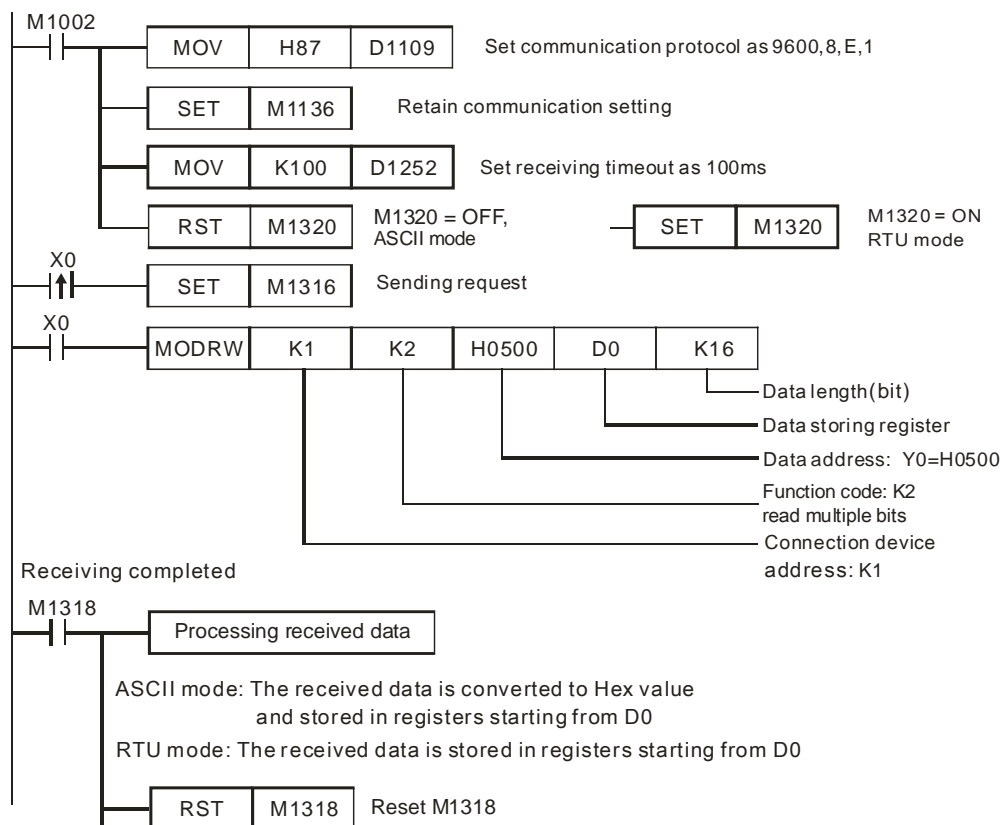 M1002
MOV H87 D1109 Set communication protocol as 9600,8,E,1
SET M1136 Retain communication setting
MOV K100 D1252 Set receiving timeout as 100ms
RST M1320 M1320 = OFF,
ASCII mode
SET M1320 M1320 = ON
RTU mode
X0
SET M1316 Sending request
X0
MODRW K1 K2 H0500 D0 K16
Data length(bit)
Data storing register
Data address: Y0=H0500
Function code: K2
read multiple bits
Connection device
address: K1
Receiving completed
M1318
Processing received data
ASCII mode: The received data is converted to Hex value
and stored in registers starting from D0
RTU mode: The received data is stored in registers starting from D0
RST M1318 Reset M1318